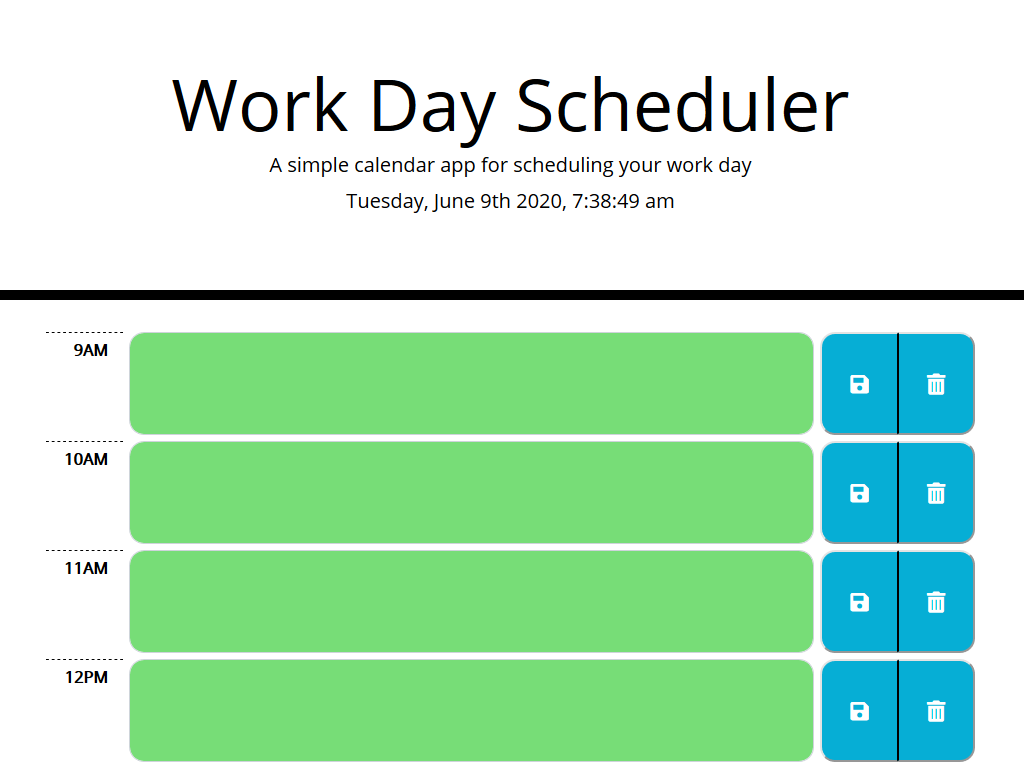 Work Day Scheduler
A simple calendar app for scheduling your work day
Tuesday, June 9th 2020, 7:38:49 am
9AM
10AM
11AM
12PM